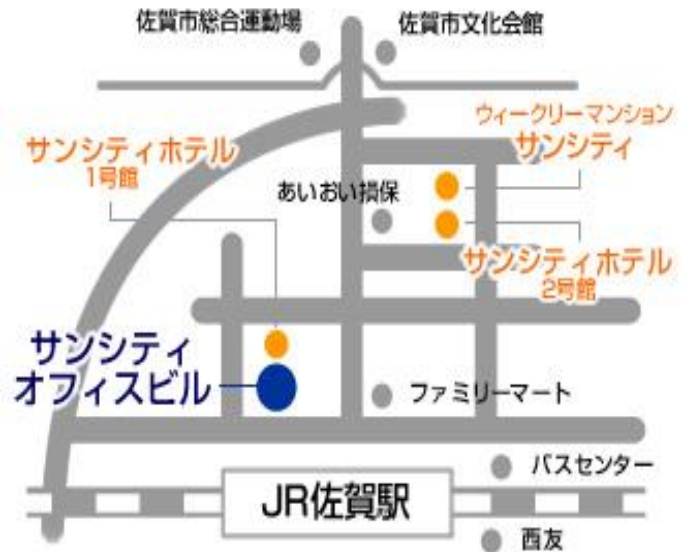 佐賀市総合運動場
佐賀市文化会館
ウィークリーマンション
サンシティ
サンシティホテル
1号館
あいおい損保
サンシティホテル
2号館
サンシティ
オフィスビル
ファミリーマート
バスセンター
JR佐賀駅
西友